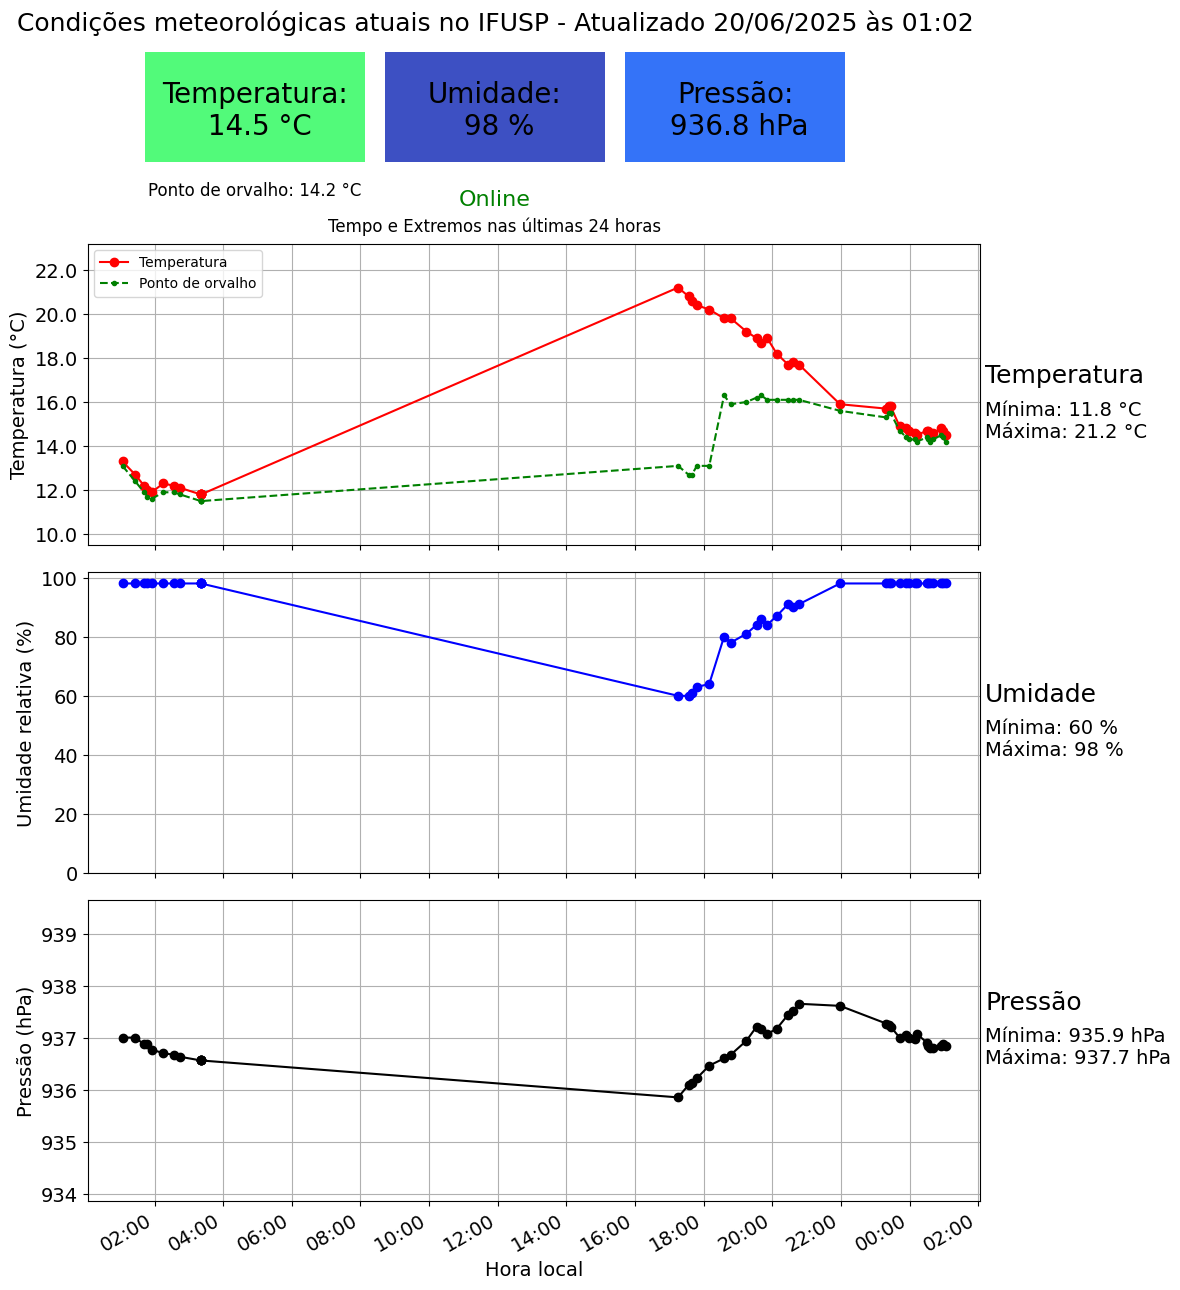 Condições meteorológicas atuais no IFUSP - Atualizado 20/06/2025 às 01:02
Temperatura:
14.5 °C
Umidade:
98 %
Pressão:
936.8 hPa
Ponto de orvalho: 14.2 °C
Online
Tempo e Extremos nas últimas 24 horas
Temperatura
Ponto de orvalho
Temperatura (°C)
22.0
20.0
18.0
16.0
14.0
12.0
10.0
Temperatura
Mínima: 11.8 °C
Máxima: 21.2 °C
Umidade relativa (%)
100
80
60
40
20
0
Umidade
Mínima: 60 %
Máxima: 98 %
Pressão (hPa)
939
938
937
936
935
934
Pressão
Mínima: 935.9 hPa
Máxima: 937.7 hPa
02:00
04:00
06:00
08:00
10:00
12:00
14:00
16:00
18:00
20:00
22:00
00:00
02:00
Hora local